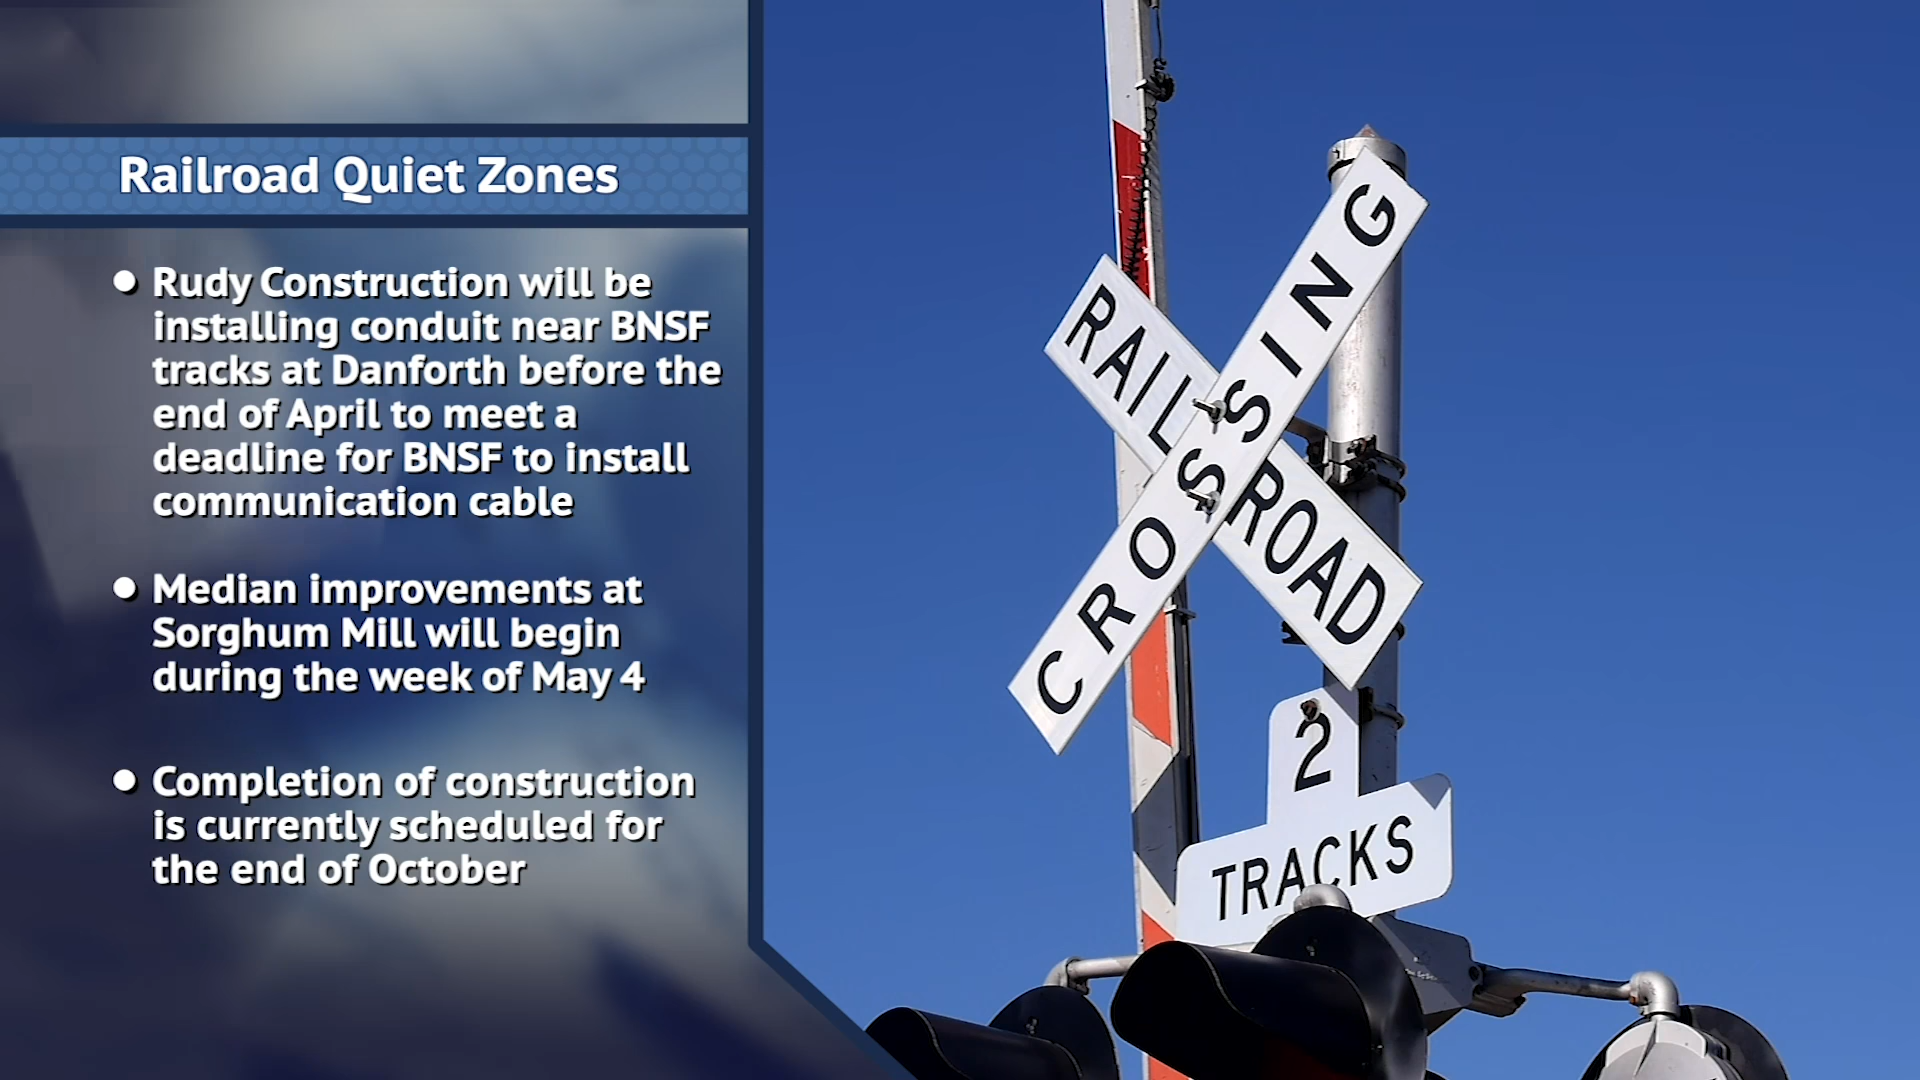 Railroad Quiet Zones
• Rudy Construction will be
installing conduit near BNSF
tracks at Danforth before the
end of April to meet a
deadline for BNSF to install
communication cable
• Median improvements at
Sorghum Mill will begin
during the week of May 4
• Completion of construction
is currently scheduled for
the end of October
RAILROAD
CROSSING
2
TRACKS